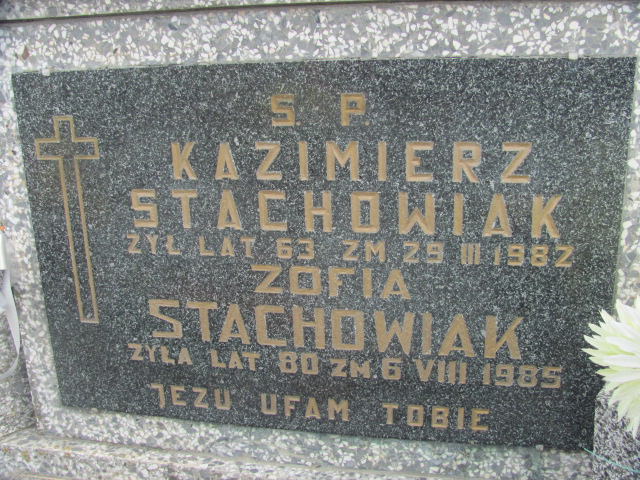 S. P.
KAZIMIERZ
STACHOWIAK
ŻYŁ LAT 63 ZM 29 III 1982
ZOFIA
STACHOWIAK
ŻYŁA LAT 80 ZM. 6 VIII 1985
JEZU UFAM TOBIE